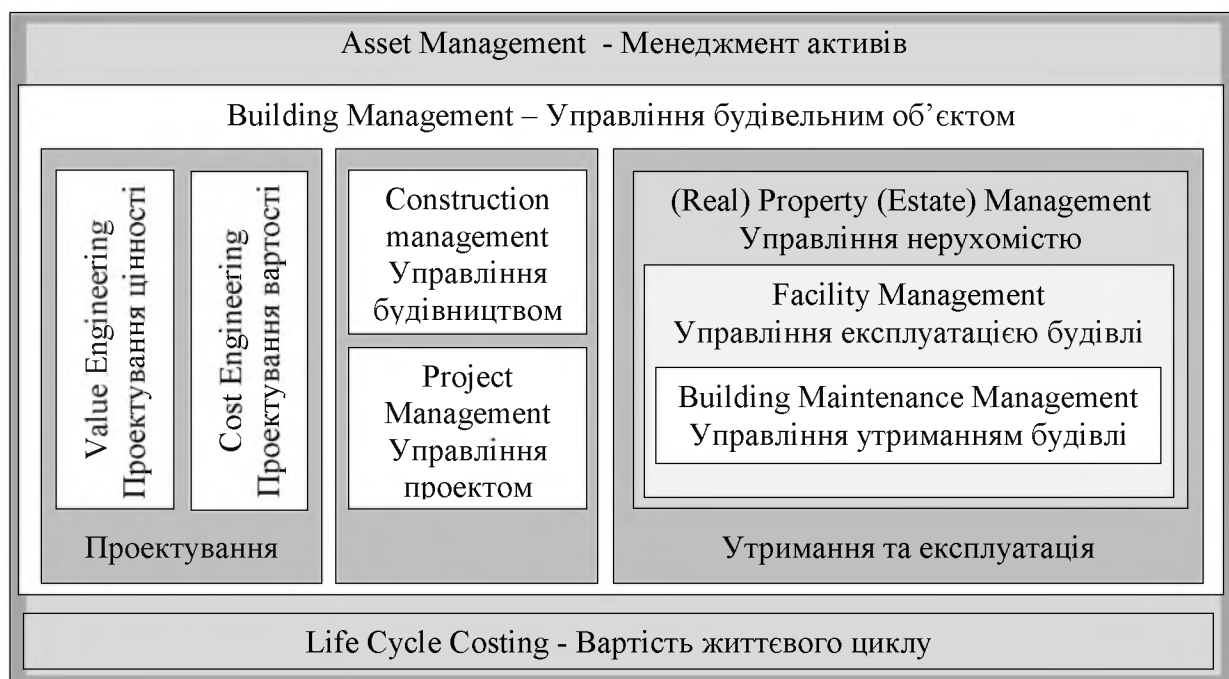 Asset Management - Менеджмент активів
Building Management – Управління будівельним об’єктом
Value Engineering
Проектування цінності
Cost Engineering
Проектування вартості
Проектування
Construction
management
Управління
будівництвом
Project
Management
Управління
проектом
(Real) Property (Estate) Management
Управління нерухомістю
Facility Management
Управління експлуатацією будівлі
Building Maintenance Management
Управління утриманням будівлі
Утримання та експлуатація
Life Cycle Costing - Вартість життєвого циклу